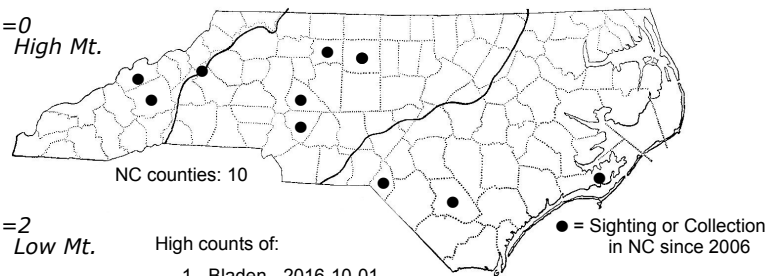 =0
High Mt.
NC counties: 10
=2
Low Mt.
High counts of:
● = Sighting or Collection
in NC since 2006
1 - Bladen - 2016-10-01